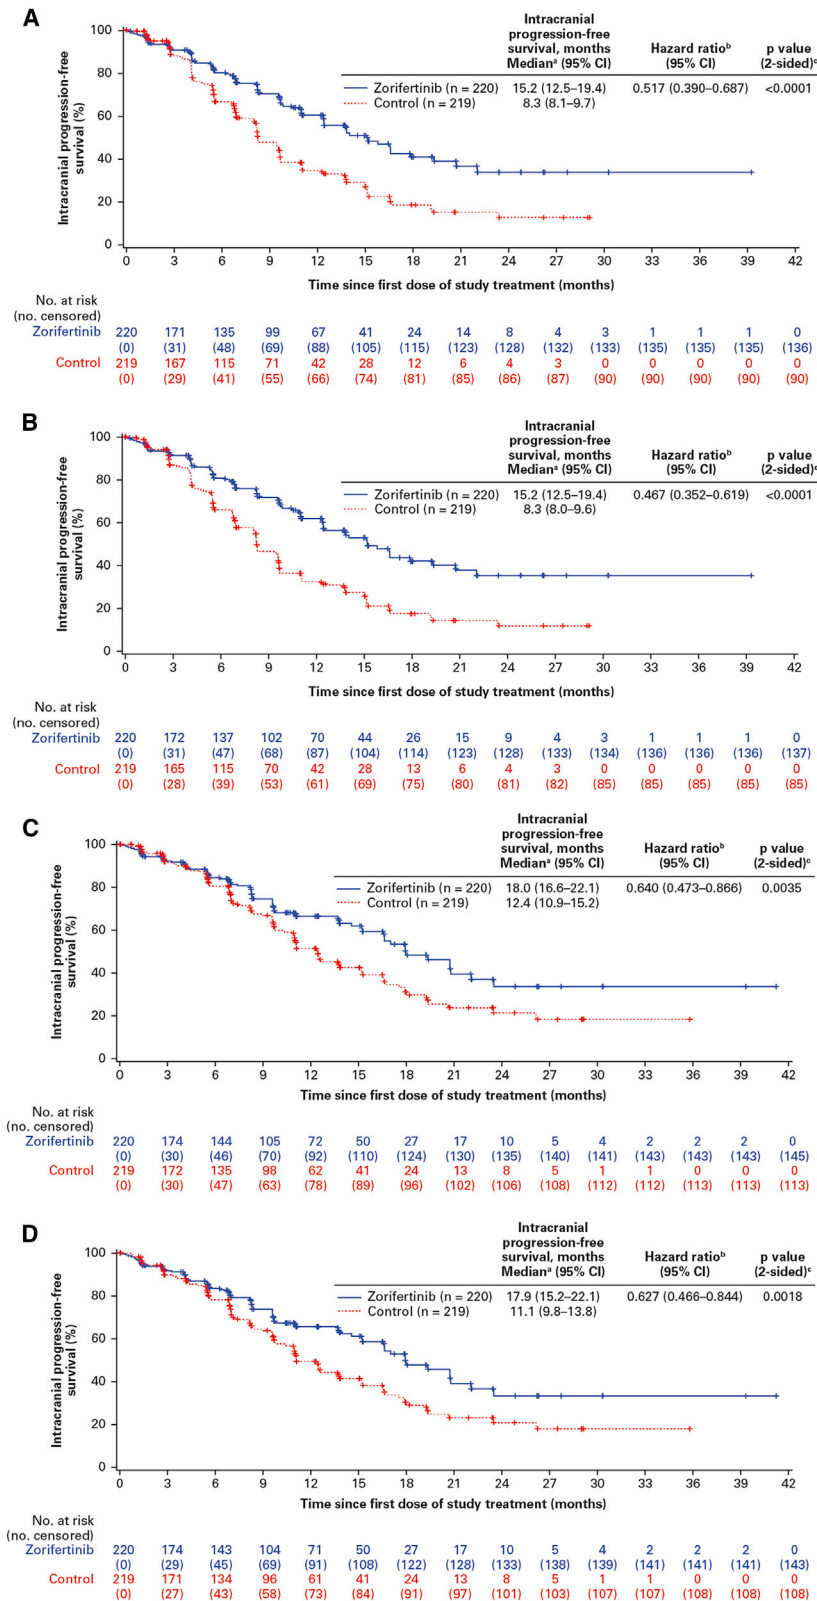 A
Intracranial
progression-free
survival, months
Medianᵃ (95% CI)
Hazard ratioᵇ
(95% CI)
p value
(2-sided)ᶜ
Zorifertinib (n = 220) 15.2 (12.5–19.4) 0.517 (0.390–0.687) <0.0001
Control (n = 219) 8.3 (8.1–9.7)
Intracranial progression-free
survival (%)
100
80
60
40
20
0
0 3 6 9 12 15 18 21 24 27 30 33 36 39 42
Time since first dose of study treatment (months)
No. at risk
(no. censored)
Zorifertinib 220 171 135 99 67 41 24 14 8 4 3 1 1 1 0
(0) (31) (48) (69) (88) (105) (115) (123) (128) (132) (133) (135) (135) (135) (136)
Control 219 167 115 71 42 28 12 6 4 3 0 0 0 0 0
(0) (29) (41) (55) (66) (74) (81) (85) (86) (87) (90) (90) (90) (90) (90)
B
Intracranial
progression-free
survival, months
Medianᵃ (95% CI)
Hazard ratioᵇ
(95% CI)
p value
(2-sided)ᶜ
Zorifertinib (n = 220) 15.2 (12.5–19.4) 0.467 (0.352–0.619) <0.0001
Control (n = 219) 8.3 (8.0–9.6)
Intracranial progression-free
survival (%)
100
80
60
40
20
0
0 3 6 9 12 15 18 21 24 27 30 33 36 39 42
Time since first dose of study treatment (months)
No. at risk
(no. censored)
Zorifertinib 220 172 137 102 70 44 26 15 9 4 3 1 1 1 0
(0) (31) (47) (68) (87) (104) (114) (123) (128) (133) (134) (136) (136) (136) (137)
Control 219 165 115 70 42 28 13 6 4 3 0 0 0 0 0
(0) (28) (39) (53) (61) (69) (75) (80) (81) (82) (85) (85) (85) (85) (85)
C
Intracranial
progression-free
survival, months
Medianᵃ (95% CI)
Hazard ratioᵇ
(95% CI)
p value
(2-sided)ᶜ
Zorifertinib (n = 220) 18.0 (16.6–22.1) 0.640 (0.473–0.866) 0.0035
Control (n = 219) 12.4 (10.9–15.2)
Intracranial progression-free
survival (%)
100
80
60
40
20
0
0 3 6 9 12 15 18 21 24 27 30 33 36 39 42
Time since first dose of study treatment (months)
No. at risk
(no. censored)
Zorifertinib 220 174 144 105 72 50 27 17 10 5 4 2 2 2 0
(0) (30) (46) (70) (92) (110) (124) (130) (135) (140) (141) (143) (143) (143) (145)
Control 219 172 135 98 62 41 24 13 8 5 1 1 0 0 0
(0) (30) (47) (63) (78) (89) (96) (102) (106) (108) (112) (112) (113) (113) (113)
D
Intracranial
progression-free
survival, months
Medianᵃ (95% CI)
Hazard ratioᵇ
(95% CI)
p value
(2-sided)ᶜ
Zorifertinib (n = 220) 17.9 (15.2–22.1) 0.627 (0.466–0.844) 0.0018
Control (n = 219) 11.1 (9.8–13.8)
Intracranial progression-free
survival (%)
100
80
60
40
20
0
0 3 6 9 12 15 18 21 24 27 30 33 36 39 42
Time since first dose of study treatment (months)
No. at risk
(no. censored)
Zorifertinib 220 174 143 104 71 50 27 17 10 5 4 2 2 2 0
(0) (29) (45) (69) (91) (108) (122) (128) (133) (138) (139) (141) (141) (141) (143)
Control 219 171 134 96 61 41 24 13 8 5 1 1 0 0 0
(0) (27) (43) (58) (73) (84) (91) (97) (101) (103) (107) (107) (108) (108) (108)